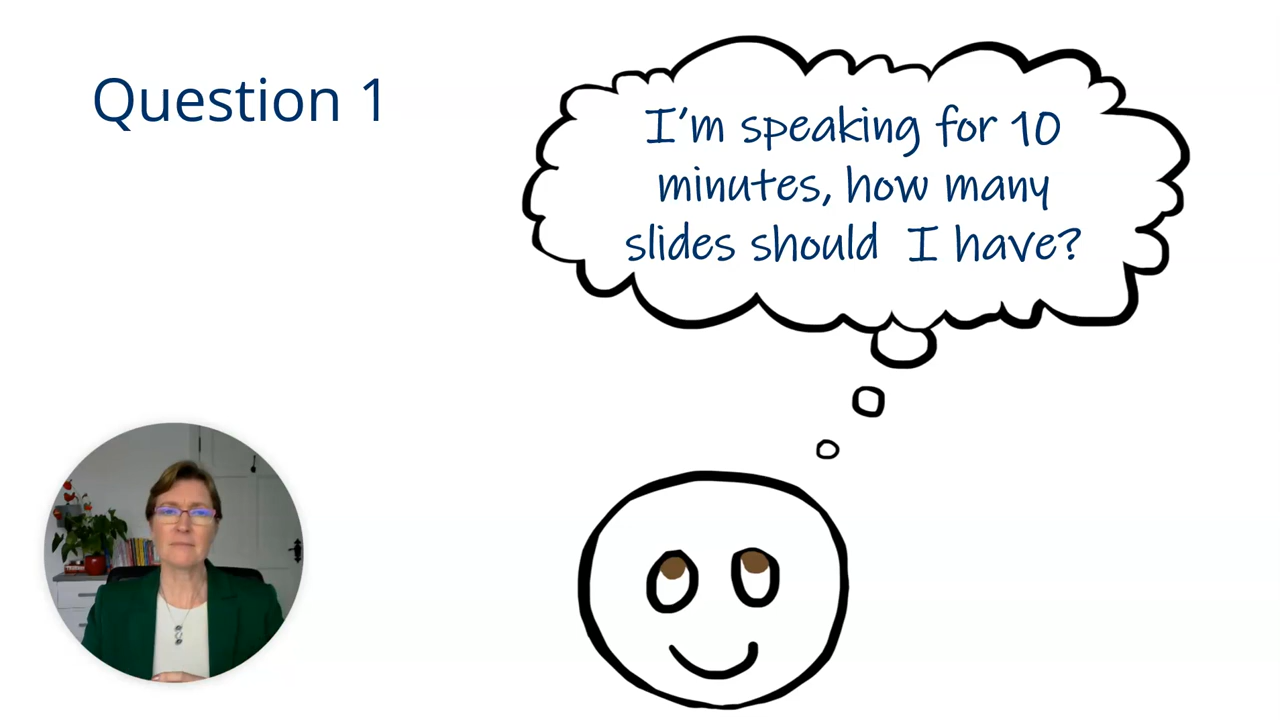 Question 1
I'm speaking for 10
minutes, how many
slides should I have?